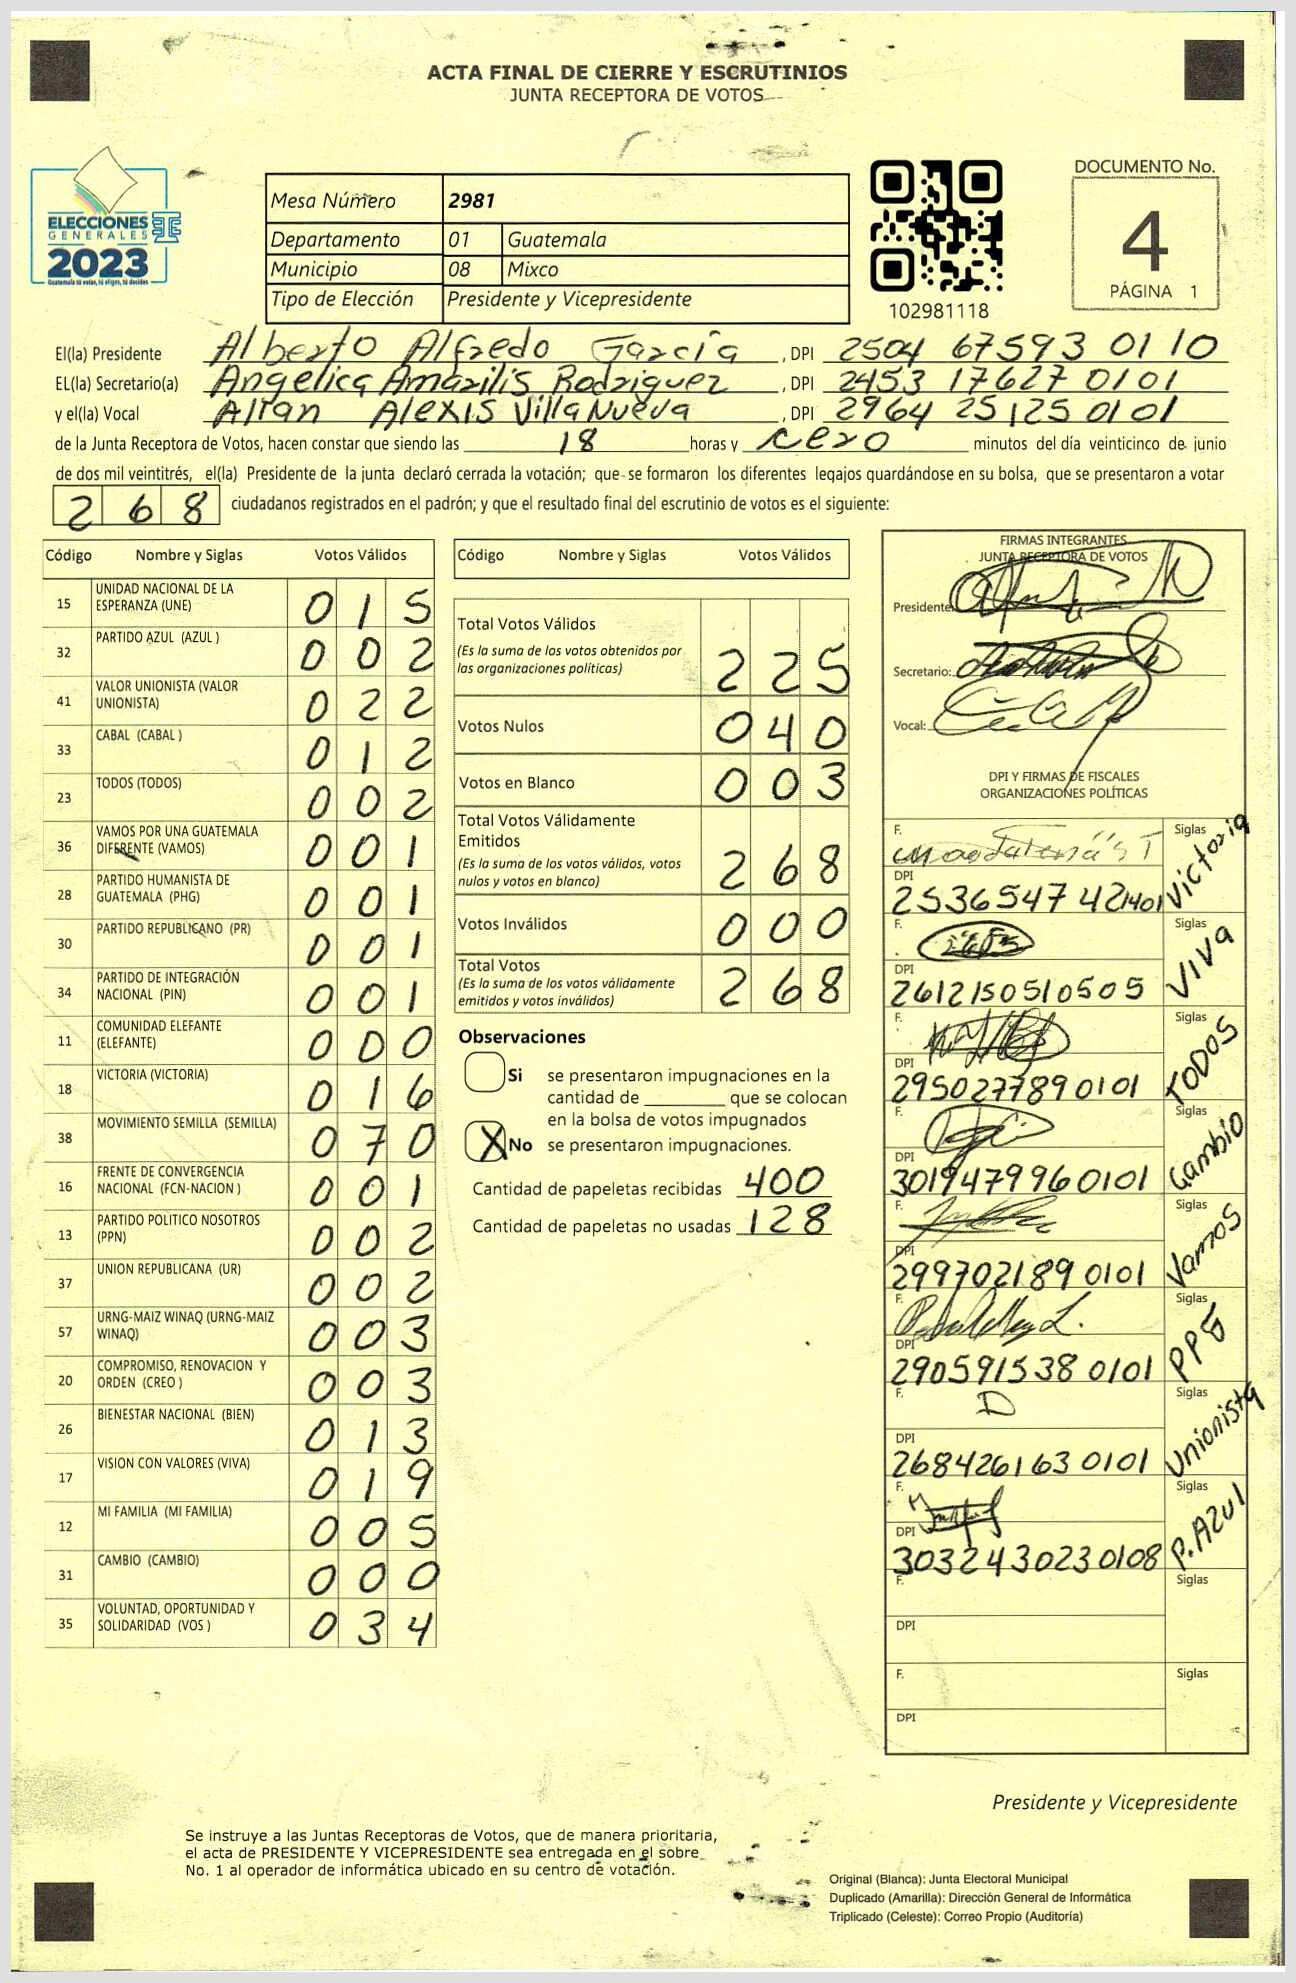 ACTA FINAL DE CIERRE Y ESCRUTINIOS
JUNTA RECEPTORA DE VOTOS
ELECCIONES
GENERALES
2023
Guatemala tú votas, tú eliges, tú decides
Mesa Número 2981
Departamento 01 Guatemala
Municipio 08 Mixco
Tipo de Elección Presidente y Vicepresidente
102981118
DOCUMENTO No.
4
PÁGINA 1
El(la) Presidente Alberto Alfredo García , DPI 2504 67593 0110
EL(la) Secretario(a) Angelica Amarilis Rodriguez , DPI 2453 17627 0101
y el(la) Vocal Allan Alexis Villa Nueva , DPI 2964 25125 0101
de la Junta Receptora de Votos, hacen constar que siendo las 18 horas y cero minutos del día veinticinco de junio
de dos mil veintitrés, el(la) Presidente de la junta declaró cerrada la votación; que se formaron los diferentes legajos guardándose en su bolsa, que se presentaron a votar
268 ciudadanos registrados en el padrón; y que el resultado final del escrutinio de votos es el siguiente:
Código Nombre y Siglas Votos Válidos
15 UNIDAD NACIONAL DE LA ESPERANZA (UNE) 015
32 PARTIDO AZUL (AZUL ) 002
41 VALOR UNIONISTA (VALOR UNIONISTA) 022
33 CABAL (CABAL ) 012
23 TODOS (TODOS) 002
36 VAMOS POR UNA GUATEMALA DIFERENTE (VAMOS) 001
28 PARTIDO HUMANISTA DE GUATEMALA (PHG) 001
30 PARTIDO REPUBLICANO (PR) 001
34 PARTIDO DE INTEGRACIÓN NACIONAL (PIN) 001
11 COMUNIDAD ELEFANTE (ELEFANTE) 000
18 VICTORIA (VICTORIA) 016
38 MOVIMIENTO SEMILLA (SEMILLA) 070
16 FRENTE DE CONVERGENCIA NACIONAL (FCN-NACION ) 001
13 PARTIDO POLITICO NOSOTROS (PPN) 002
37 UNION REPUBLICANA (UR) 002
57 URNG-MAIZ WINAQ (URNG-MAIZ WINAQ) 003
20 COMPROMISO, RENOVACION Y ORDEN (CREO ) 003
26 BIENESTAR NACIONAL (BIEN) 013
17 VISION CON VALORES (VIVA) 019
12 MI FAMILIA (MI FAMILIA) 005
31 CAMBIO (CAMBIO) 000
35 VOLUNTAD, OPORTUNIDAD Y SOLIDARIDAD (VOS ) 034
Código Nombre y Siglas Votos Válidos
Total Votos Válidos
(Es la suma de los votos obtenidos por las organizaciones políticas) 225
Votos Nulos 040
Votos en Blanco 003
Total Votos Válidamente Emitidos
(Es la suma de los votos válidos, votos nulos y votos en blanco) 268
Votos Inválidos 000
Total Votos
(Es la suma de los votos válidamente emitidos y votos inválidos) 268
Observaciones
Si se presentaron impugnaciones en la
cantidad de ________ que se colocan
en la bolsa de votos impugnados
X No se presentaron impugnaciones.
Cantidad de papeletas recibidas 400
Cantidad de papeletas no usadas 128
FIRMAS INTEGRANTES
JUNTA RECEPTORA DE VOTOS
Presidente:
Secretario:
Vocal:
DPI Y FIRMAS DE FISCALES
ORGANIZACIONES POLÍTICAS
F. Siglas Victoria
DPI 2536547421401
F. Siglas VIVA
DPI 2612150510505
F. Siglas TODOS
DPI 2950277890101
F. Siglas Cambio
DPI 3019479960101
F. Siglas Vamos
DPI 2997021890101
F. Siglas
DPI 2905915380101
F. D Siglas Unionista
DPI 2684261630101
F. Siglas P. Azul
DPI 3032430230108
F. Siglas
DPI
F. Siglas
DPI
Presidente y Vicepresidente
Se instruye a las Juntas Receptoras de Votos, que de manera prioritaria,
el acta de PRESIDENTE Y VICEPRESIDENTE sea entregada en el sobre
No. 1 al operador de informática ubicado en su centro de votación.
Original (Blanca): Junta Electoral Municipal
Duplicado (Amarilla): Dirección General de Informática
Triplicado (Celeste): Correo Propio (Auditoría)